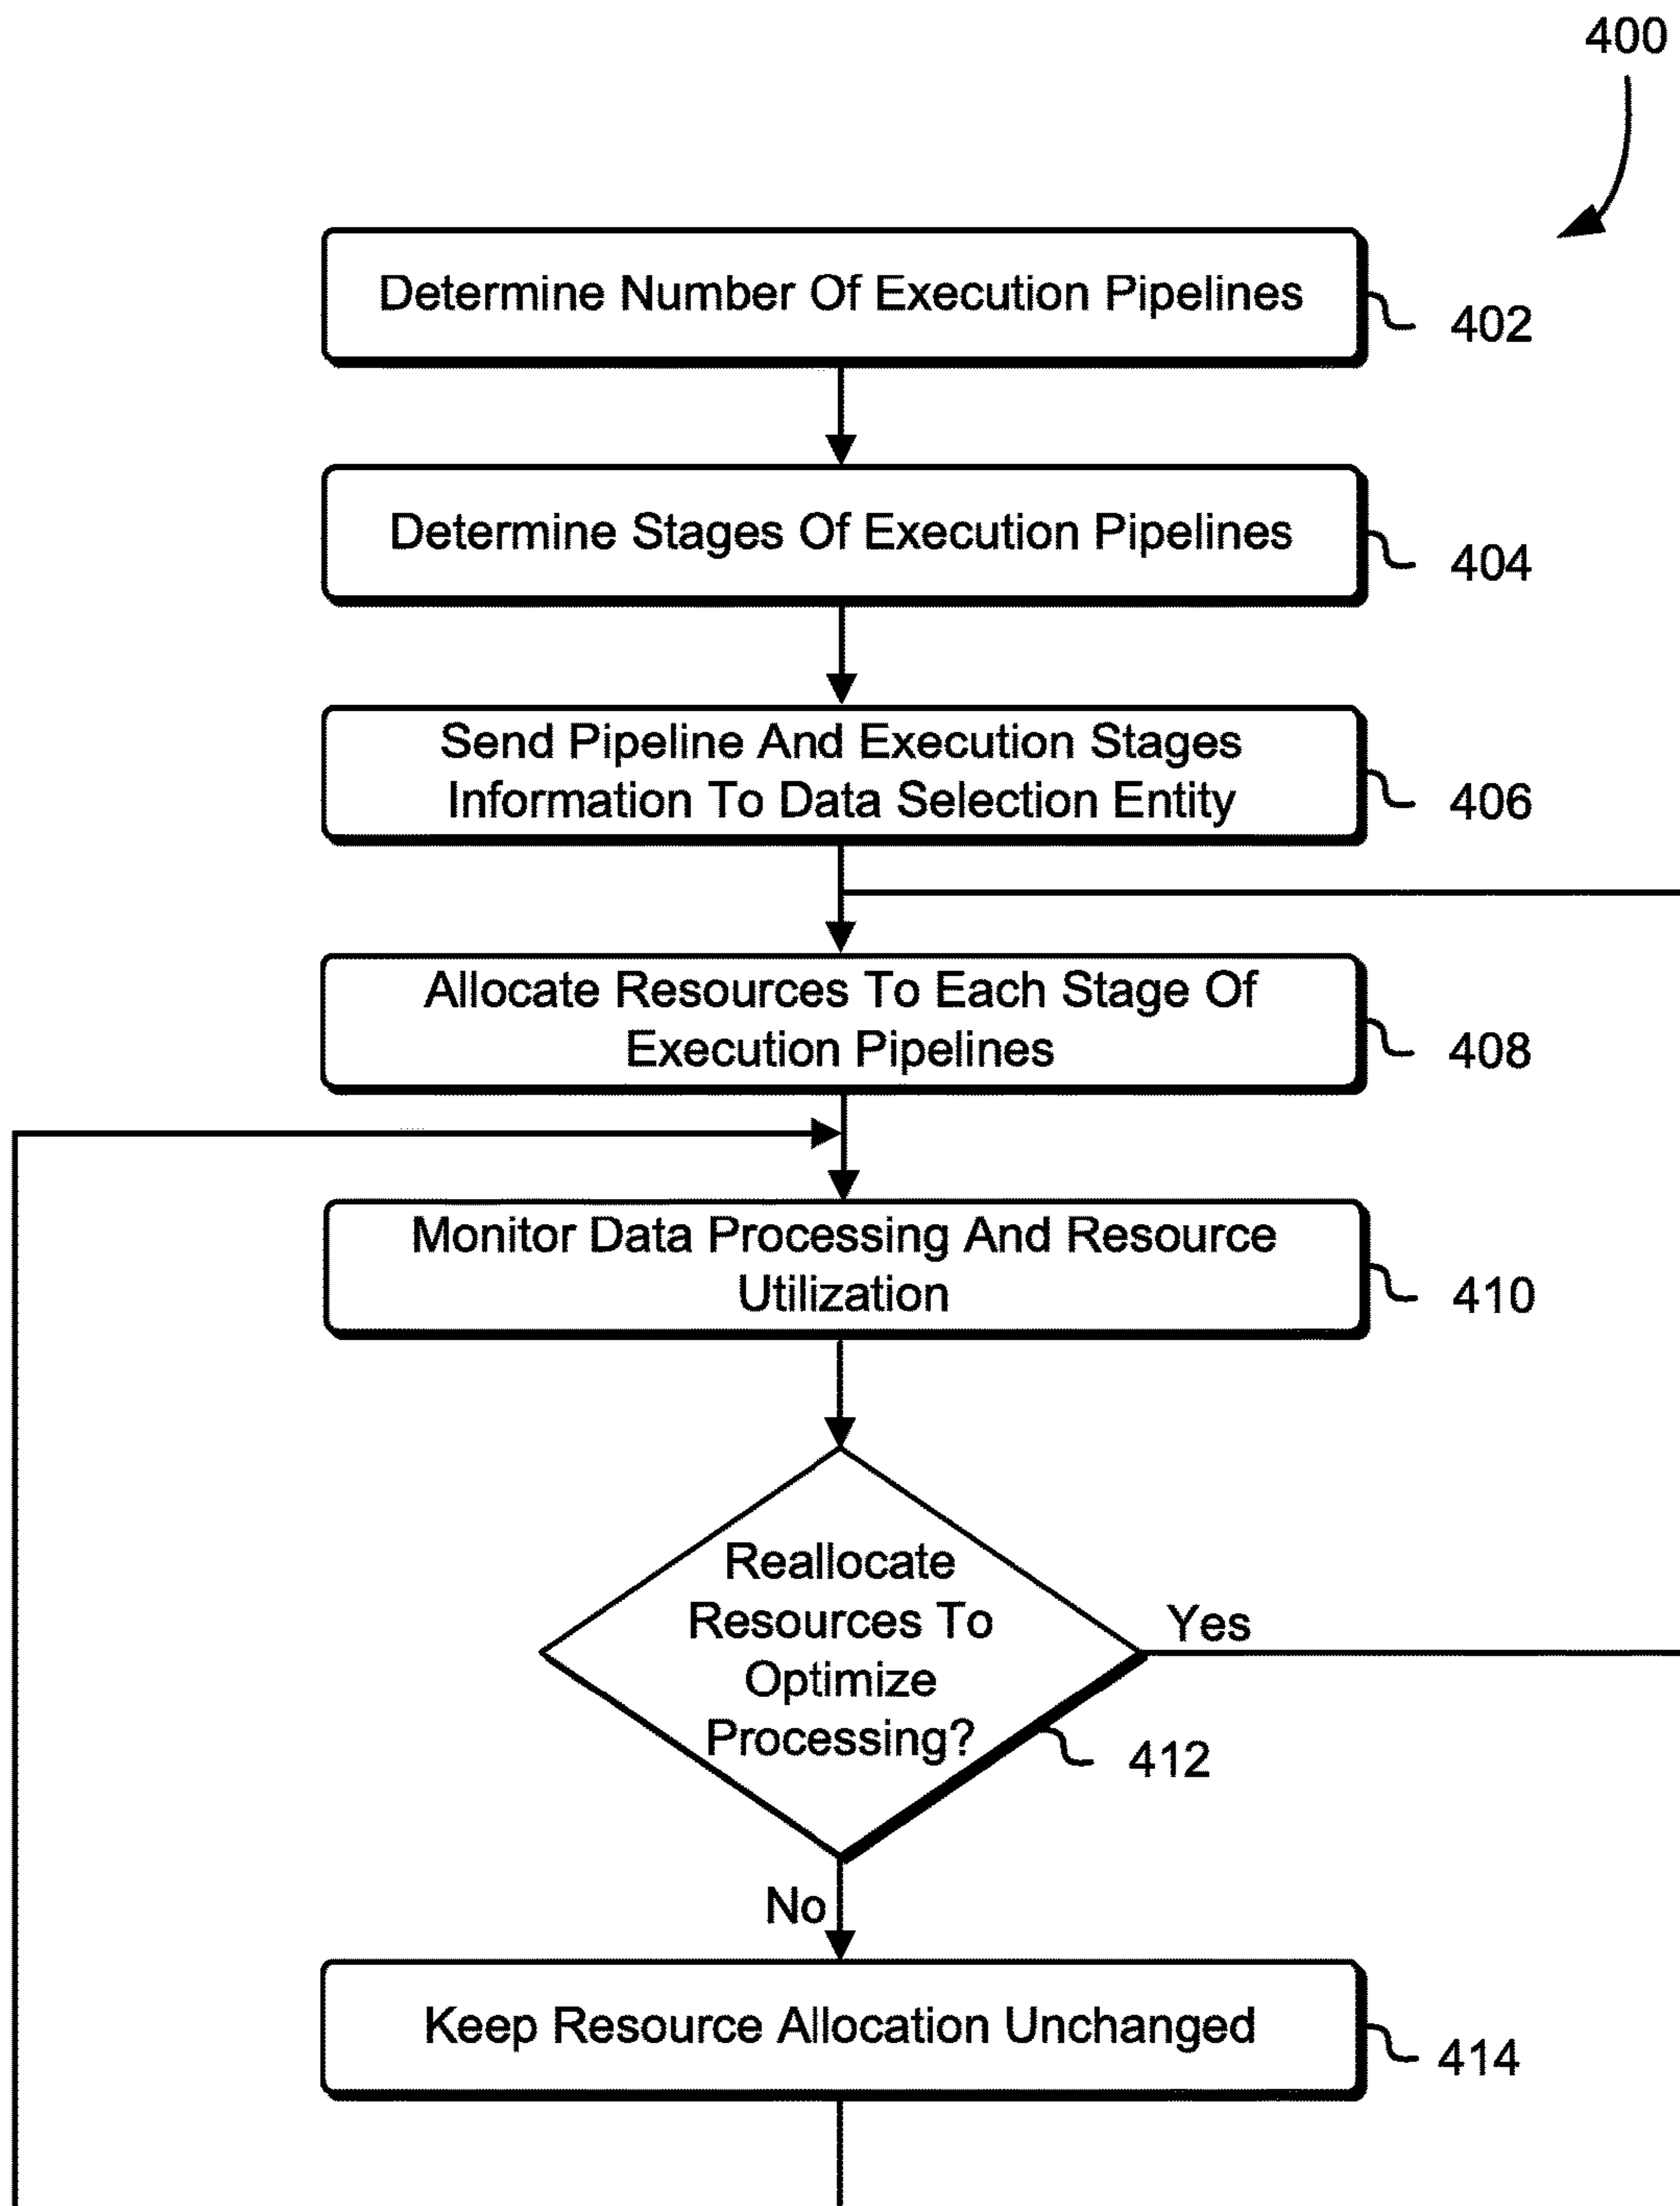 400
Determine Number Of Execution Pipelines
402
Determine Stages Of Execution Pipelines
404
Send Pipeline And Execution Stages
Information To Data Selection Entity
406
Allocate Resources To Each Stage Of
Execution Pipelines
408
Monitor Data Processing And Resource
Utilization
410
Reallocate
Resources To
Optimize
Processing?
Yes
412
No
Keep Resource Allocation Unchanged
414